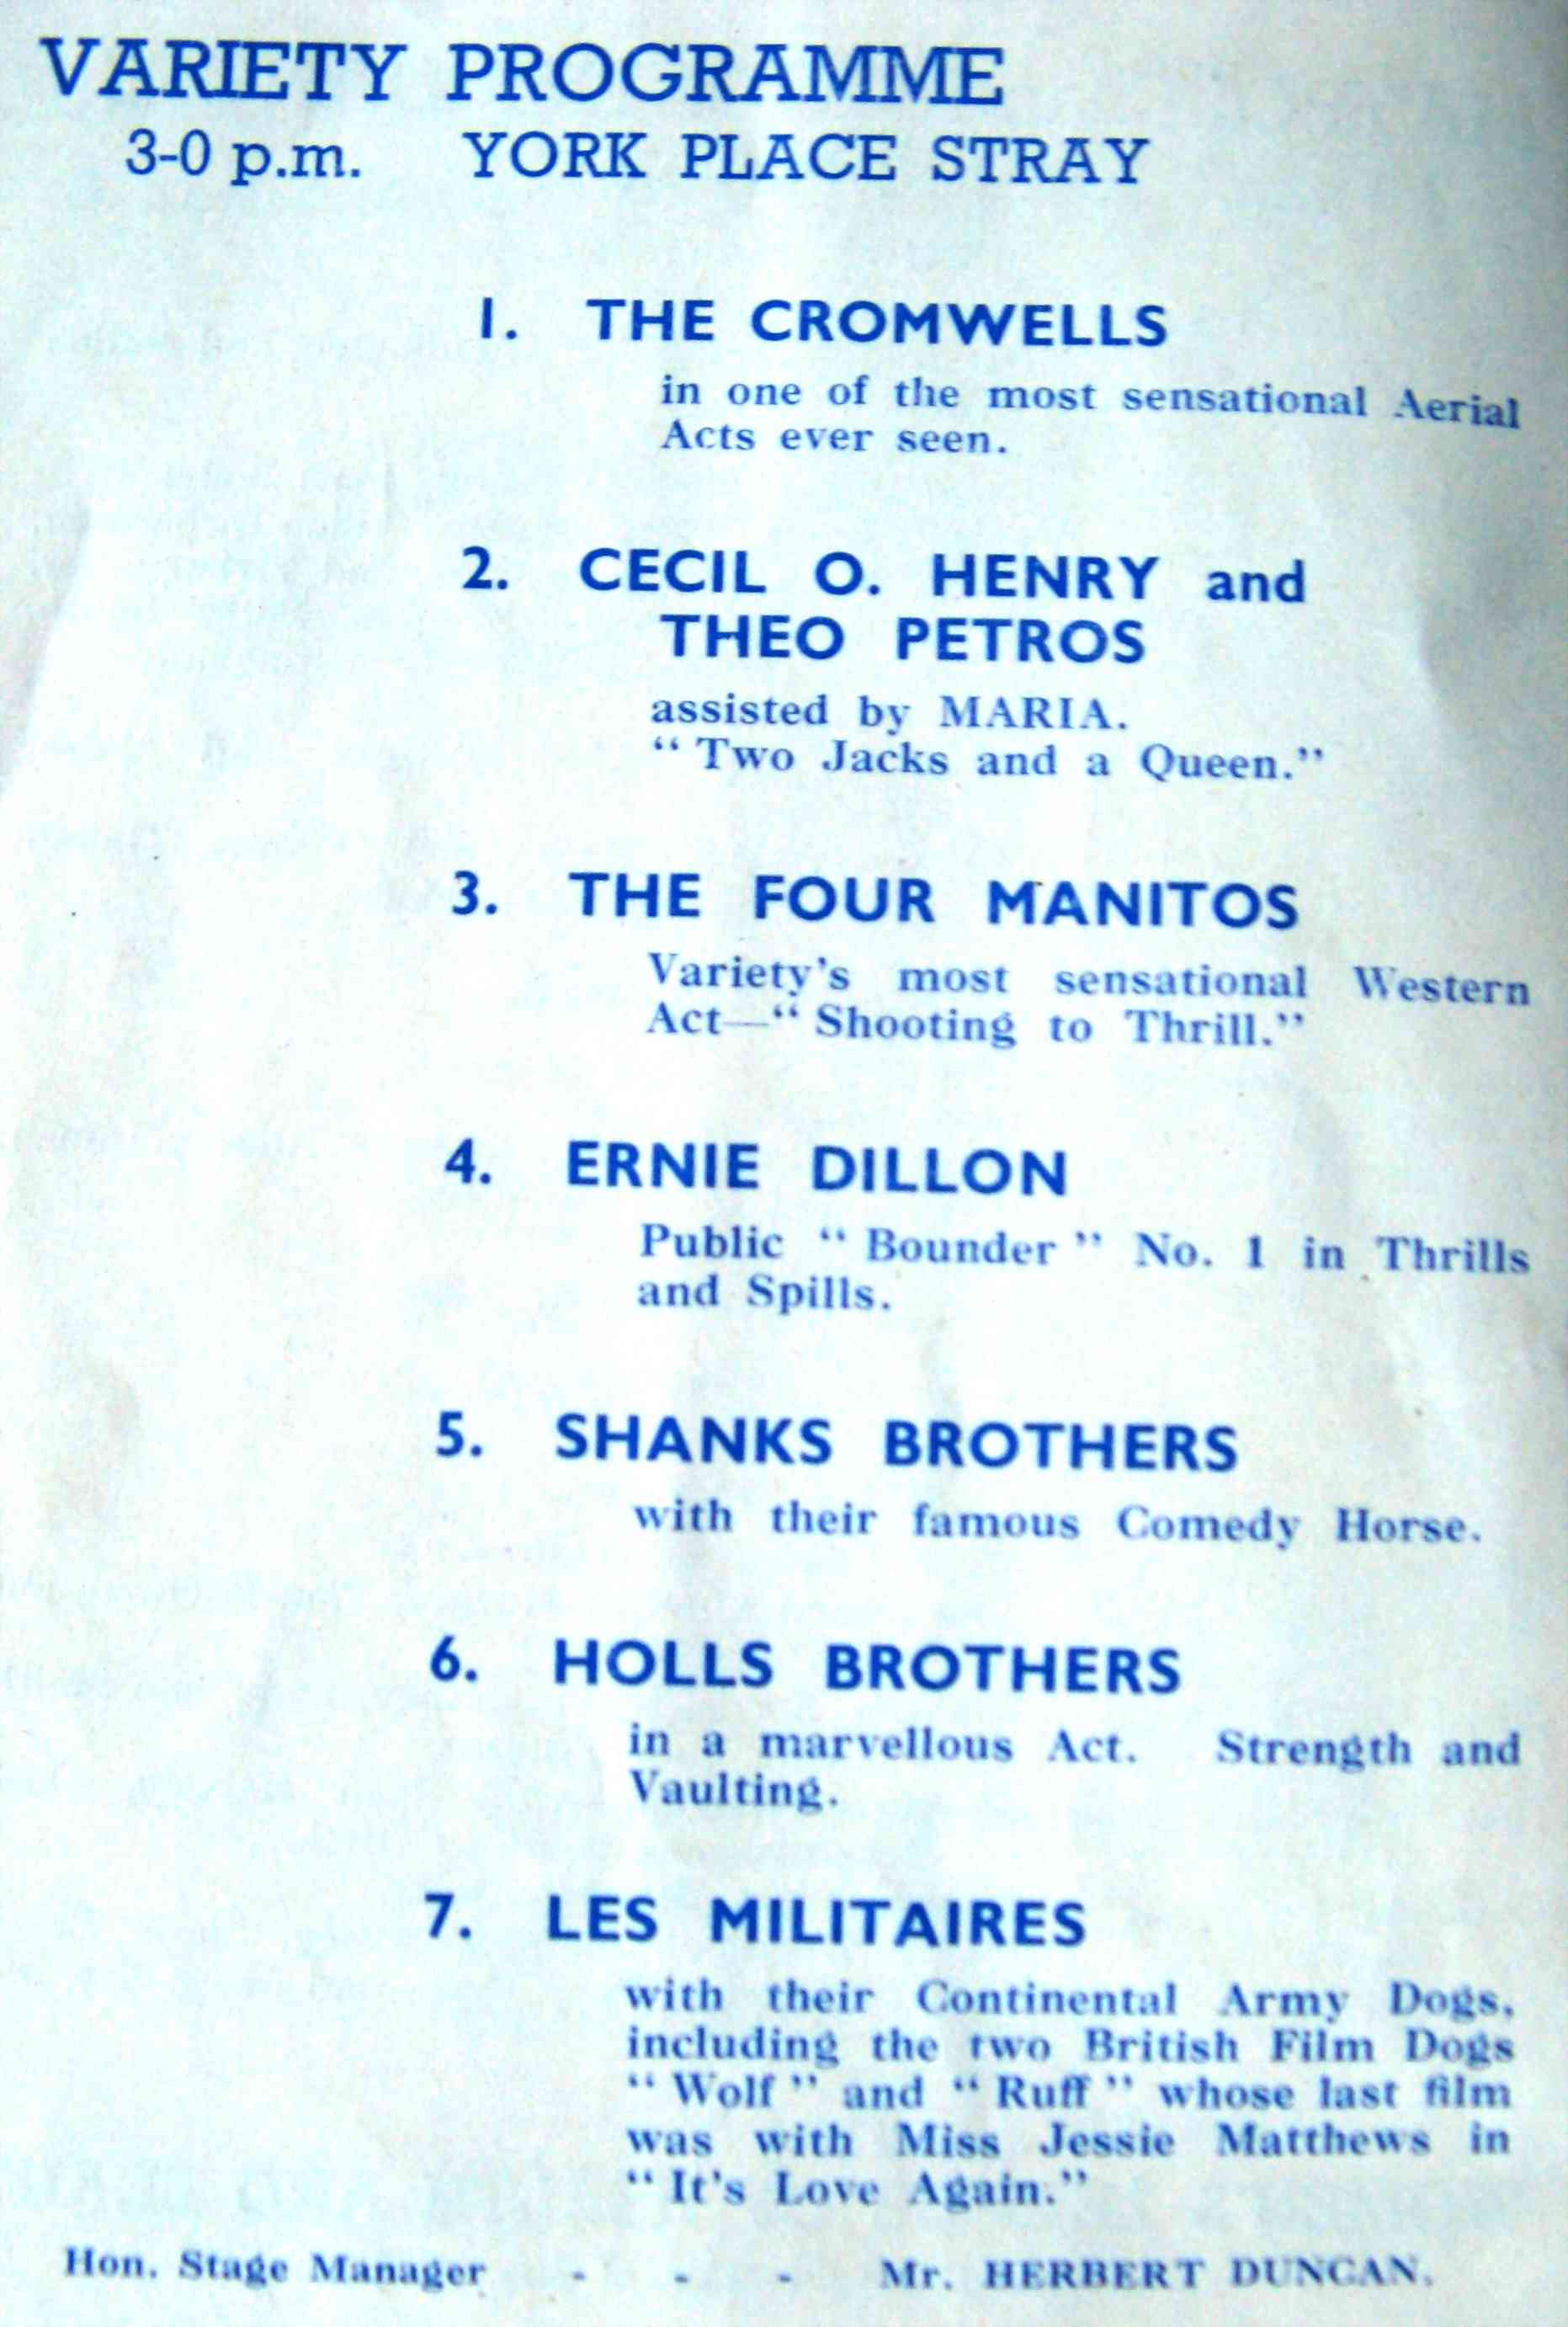 VARIETY PROGRAMME
3-0 p.m. YORK PLACE STRAY
1. THE CROMWELLS
in one of the most sensational Aerial
Acts ever seen.
2. CECIL O. HENRY and
THEO PETROS
assisted by MARIA.
“Two Jacks and a Queen.”
3. THE FOUR MANITOS
Variety's most sensational Western
Act—“Shooting to Thrill.”
4. ERNIE DILLON
Public “Bounder” No. 1 in Thrills
and Spills.
5. SHANKS BROTHERS
with their famous Comedy Horse.
6. HOLLS BROTHERS
in a marvellous Act. Strength and
Vaulting.
7. LES MILITAIRES
with their Continental Army Dogs,
including the two British Film Dogs
“Wolf” and “Ruff” whose last film
was with Miss Jessie Matthews in
“It's Love Again.”
Hon. Stage Manager - - - Mr. HERBERT DUNCAN.